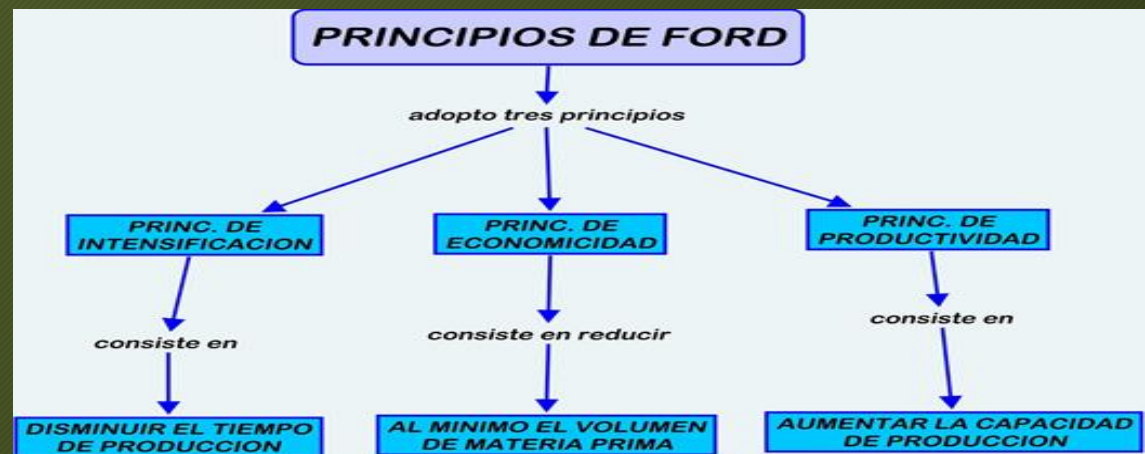 PRINCIPIOS DE FORD
adopto tres principios
PRINC. DE
INTENSIFICACION
PRINC. DE
ECONOMICIDAD
PRINC. DE
PRODUCTIVIDAD
consiste en
consiste en reducir
consiste en
DISMINUIR EL TIEMPO
DE PRODUCCION
AL MINIMO EL VOLUMEN
DE MATERIA PRIMA
AUMENTAR LA CAPACIDAD
DE PRODUCCION